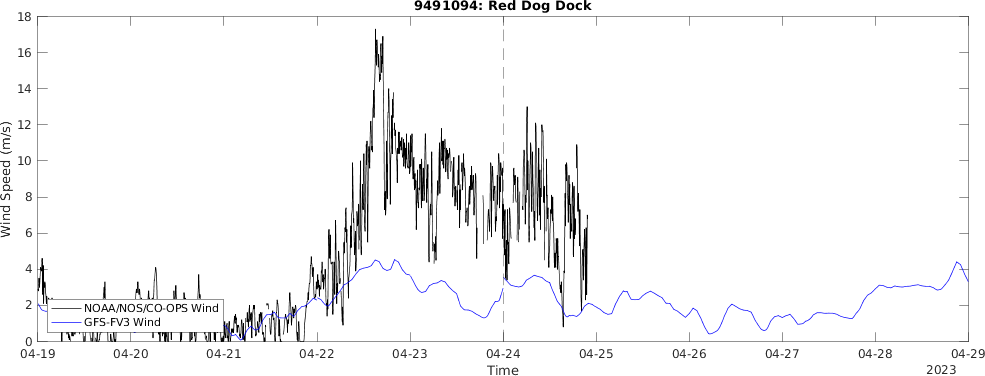 9491094: Red Dog Dock
Wind Speed (m/s)
18
16
14
12
10
8
6
4
2
0
NOAA/NOS/CO-OPS Wind
GFS-FV3 Wind
04-19 04-20 04-21 04-22 04-23 04-24 04-25 04-26 04-27 04-28 04-29
Time
2023